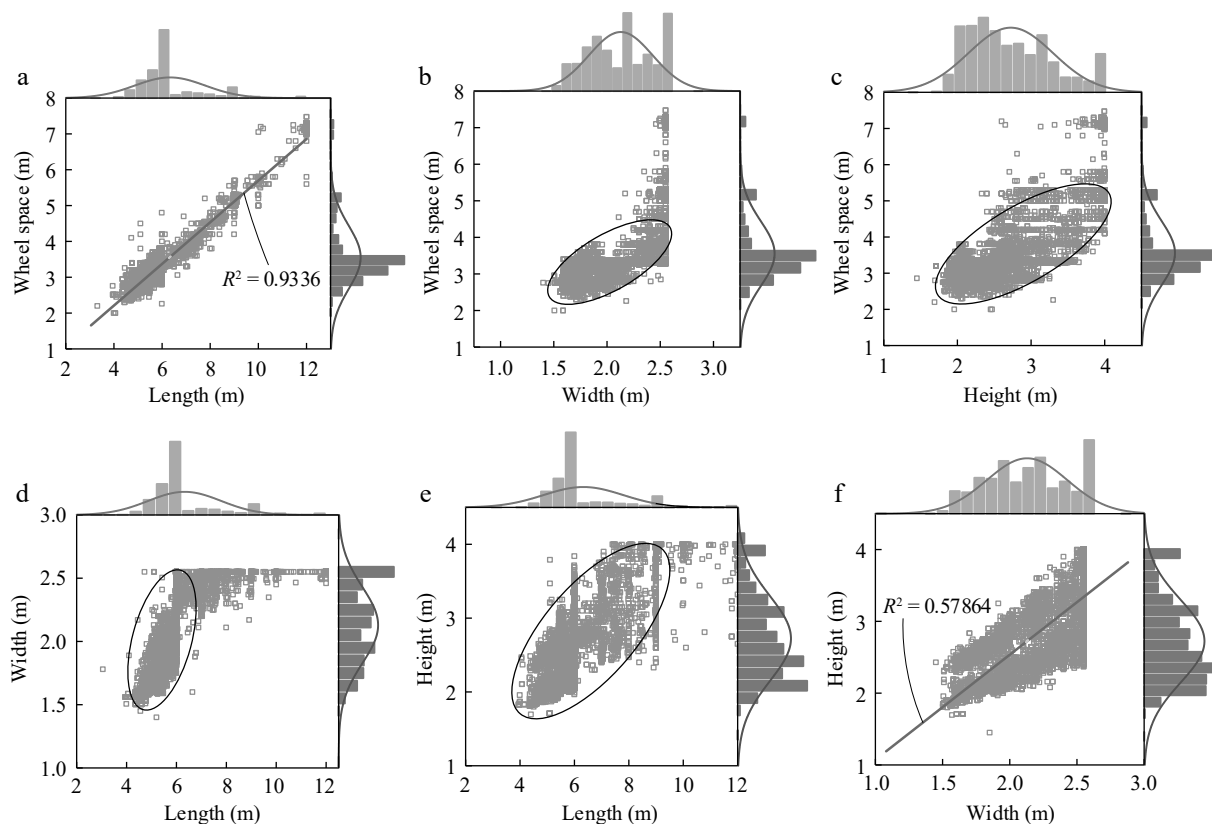 a
8
7
6
5
4
3
2
1
Wheel space (m)
R² = 0.9336
2 4 6 8 10 12
Length (m)
b
8
7
6
5
4
3
2
1
Wheel space (m)
1.0 1.5 2.0 2.5 3.0
Width (m)
c
8
7
6
5
4
3
2
1
Wheel space (m)
1 2 3 4
Height (m)
d
3.0
2.5
2.0
1.5
1.0
Width (m)
2 4 6 8 10 12
Length (m)
e
4
3
2
1
Height (m)
2 4 6 8 10 12
Length (m)
f
4
3
2
1
Height (m)
R² = 0.57864
1.0 1.5 2.0 2.5 3.0
Width (m)